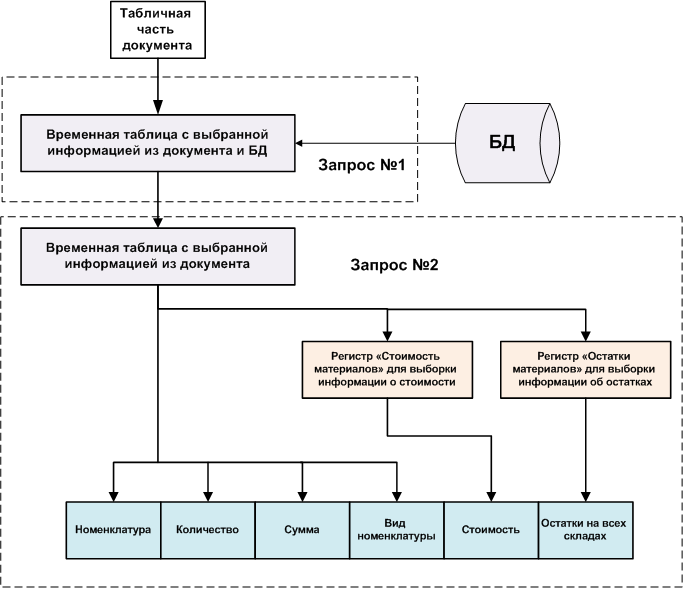 Табличная
часть
документа
Временная таблица с выбранной
информацией из документа и БД
БД
Запрос №1
Временная таблица с выбранной
информацией из документа
Запрос №2
Регистр «Стоимость
материалов» для выборки
информации о стоимости
Регистр «Остатки
материалов» для выборки
информации об остатках
Номенклатура
Количество
Сумма
Вид
номенклатуры
Стоимость
Остатки на всех
складах